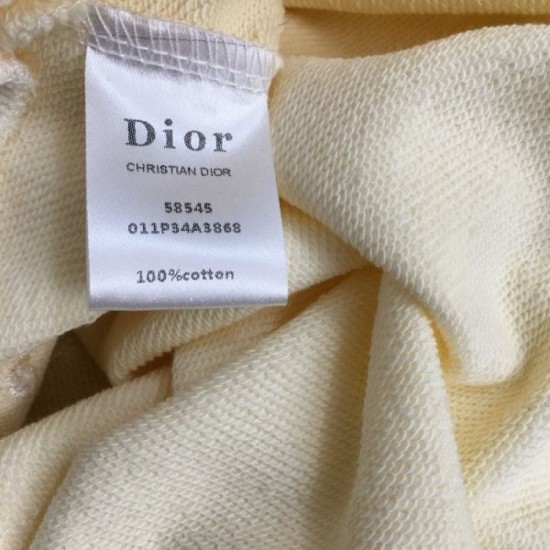 Dior
CHRISTIAN DIOR
58545
011P34A3868
100%cotton